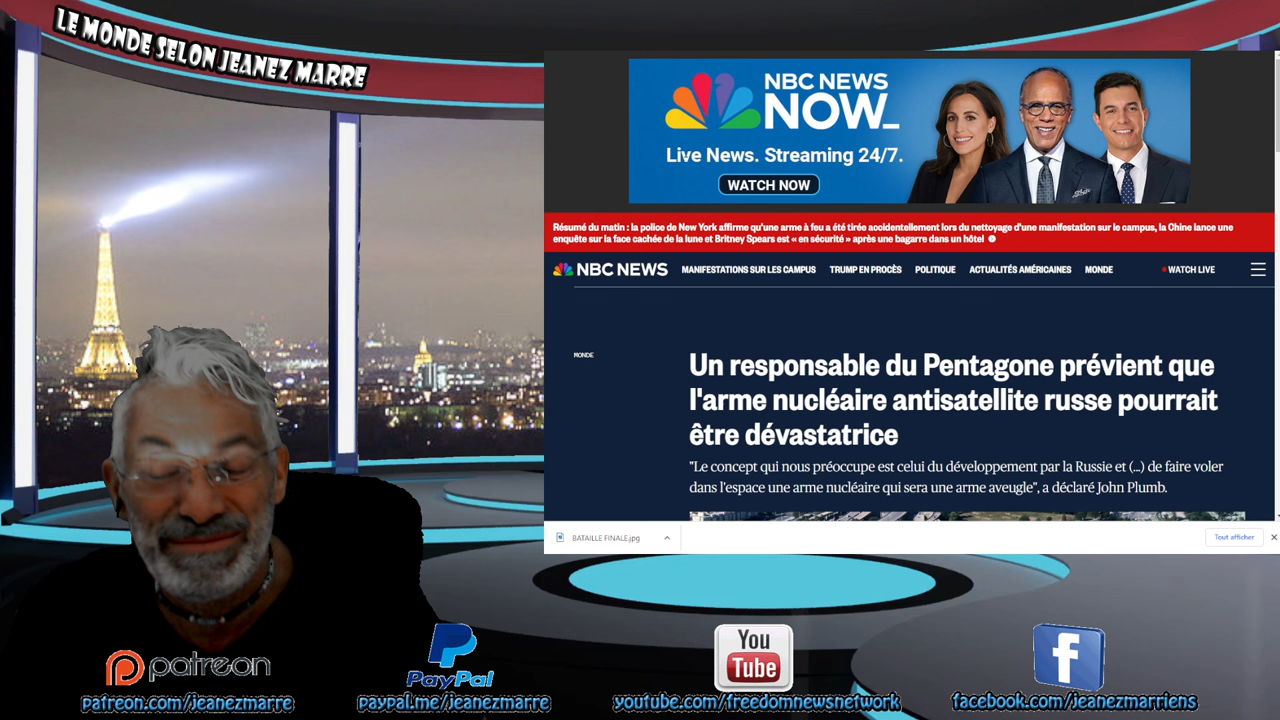 LE MONDE SELON JEANEZ MARRE
NBC NEWS
NOW_
Live News. Streaming 24/7.
WATCH NOW
Résumé du matin : la police de New York affirme qu'une arme à feu a été tirée accidentellement lors du nettoyage d'une manifestation sur le campus, la Chine lance une
enquête sur la face cachée de la lune et Britney Spears est « en sécurité » après une bagarre dans un hôtel
NBC NEWS MANIFESTATIONS SUR LES CAMPUS TRUMP EN PROCÈS POLITIQUE ACTUALITÉS AMÉRICAINES MONDE WATCH LIVE
MONDE
Un responsable du Pentagone prévient que
l'arme nucléaire antisatellite russe pourrait
être dévastatrice
"Le concept qui nous préoccupe est celui du développement par la Russie et (...) de faire voler
dans l'espace une arme nucléaire qui sera une arme aveugle", a déclaré John Plumb.
BATAILLE FINALE.jpg
Tout afficher
patreon
PayPal
You
Tube
f
patreon.com/jeanezmarre
paypal.me/jeanezmarre
youtube.com/freedomnewsnetwork
facebook.com/jeanezmarriens